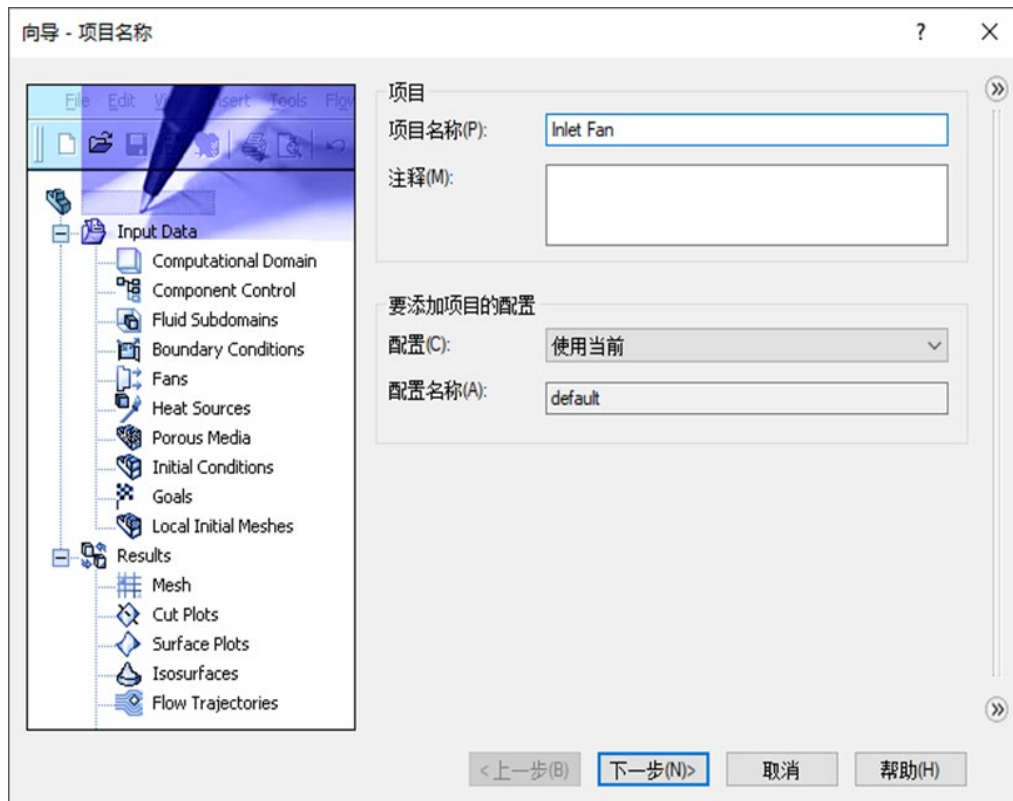 向导 - 项目名称
?
File Edit View Insert Tools Flow
Input Data
Computational Domain
Component Control
Fluid Subdomains
Boundary Conditions
Fans
Heat Sources
Porous Media
Initial Conditions
Goals
Local Initial Meshes
Results
Mesh
Cut Plots
Surface Plots
Isosurfaces
Flow Trajectories
项目
项目名称(P): Inlet Fan
注释(M):
要添加项目的配置
配置(C): 使用当前
配置名称(A): default
<上一步(B) 下一步(N)> 取消 帮助(H)